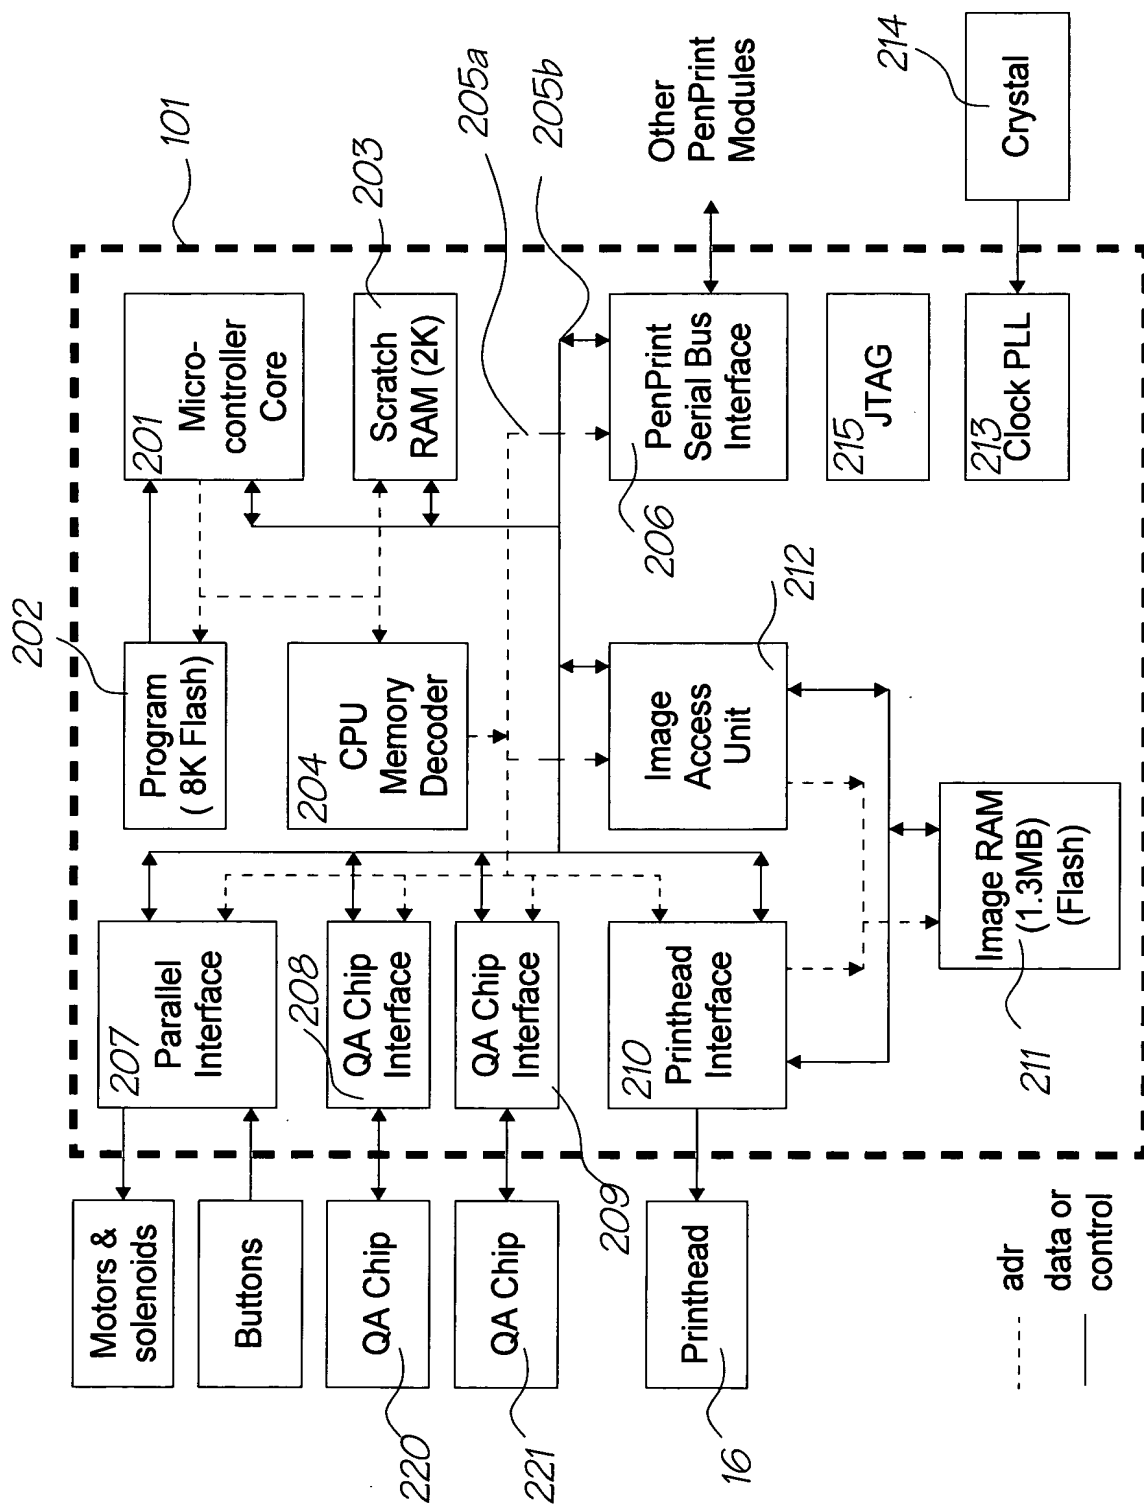 Motors &
solenoids
Buttons
220
QA Chip
221
QA Chip
16
Printhead
adr
data or
control
207
Parallel
Interface
208
QA Chip
Interface
QA Chip
Interface
209
210
Printhead
Interface
202
Program
( 8K Flash)
204
CPU
Memory
Decoder
Image
Access
Unit
212
Image RAM
(1.3MB)
(Flash)
211
101
201
Micro-
controller
Core
203
Scratch
RAM (2K)
205a
205b
206
PenPrint
Serial Bus
Interface
Other
PenPrint
Modules
215
JTAG
213
Clock PLL
214
Crystal